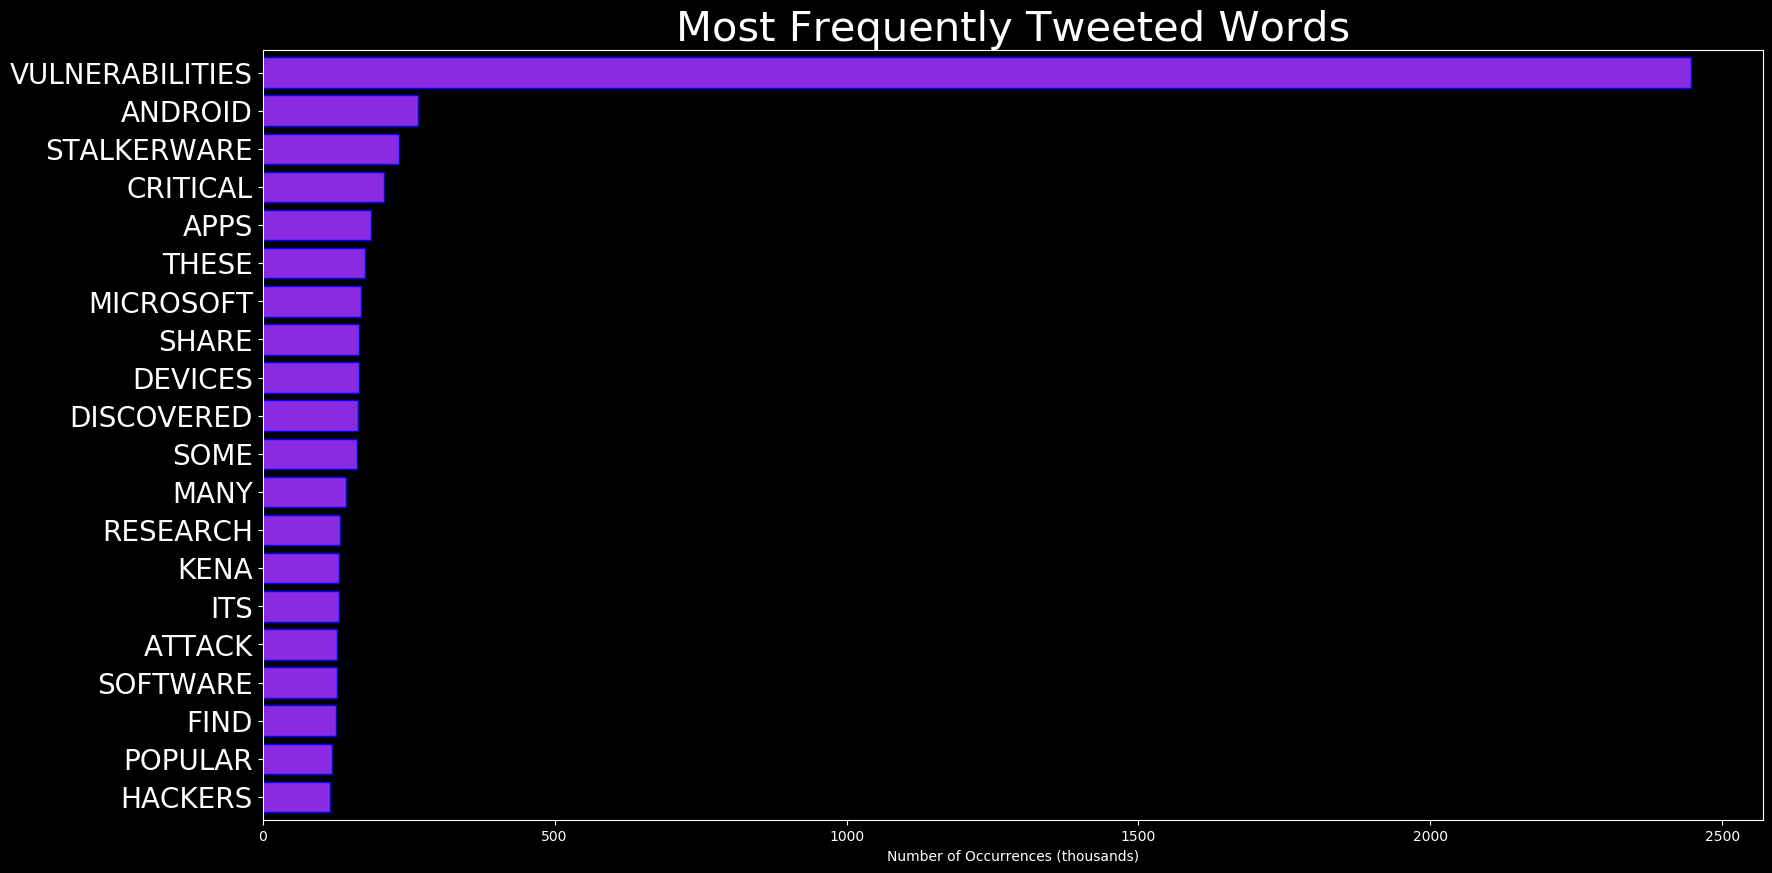 Most Frequently Tweeted Words
VULNERABILITIES
ANDROID
STALKERWARE
CRITICAL
APPS
THESE
MICROSOFT
SHARE
DEVICES
DISCOVERED
SOME
MANY
RESEARCH
KENA
ITS
ATTACK
SOFTWARE
FIND
POPULAR
HACKERS
0 500 1000 1500 2000 2500
Number of Occurrences (thousands)